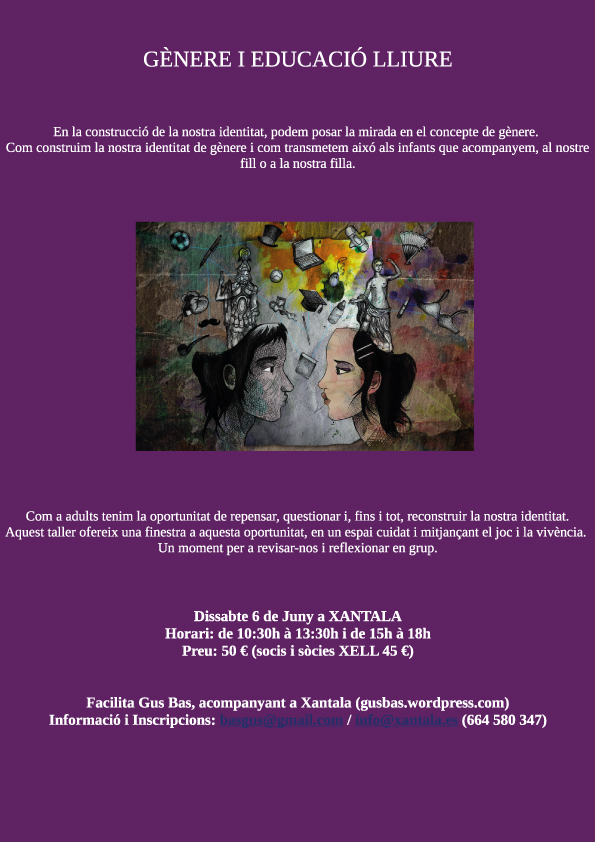 GÈNERE I EDUCACIÓ LLIURE
En la construcció de la nostra identitat, podem posar la mirada en el concepte de gènere.
Com construim la nostra identitat de gènere i com transmetem aixó als infants que acompanyem, al nostre
fill o a la nostra filla.
Com a adults tenim la oportunitat de repensar, questionar i, fins i tot, reconstruir la nostra identitat.
Aquest taller ofereix una finestra a aquesta oportunitat, en un espai cuidat i mitjançant el joc i la vivència.
Un moment per a revisar-nos i reflexionar en grup.
Dissabte 6 de Juny a XANTALA
Horari: de 10:30h à 13:30h i de 15h à 18h
Preu: 50 € (socis i sòcies XELL 45 €)
Facilita Gus Bas, acompanyant a Xantala (gusbas.wordpress.com)
Informació i Inscripcions: basgus@gmail.com / info@xantala.es (664 580 347)